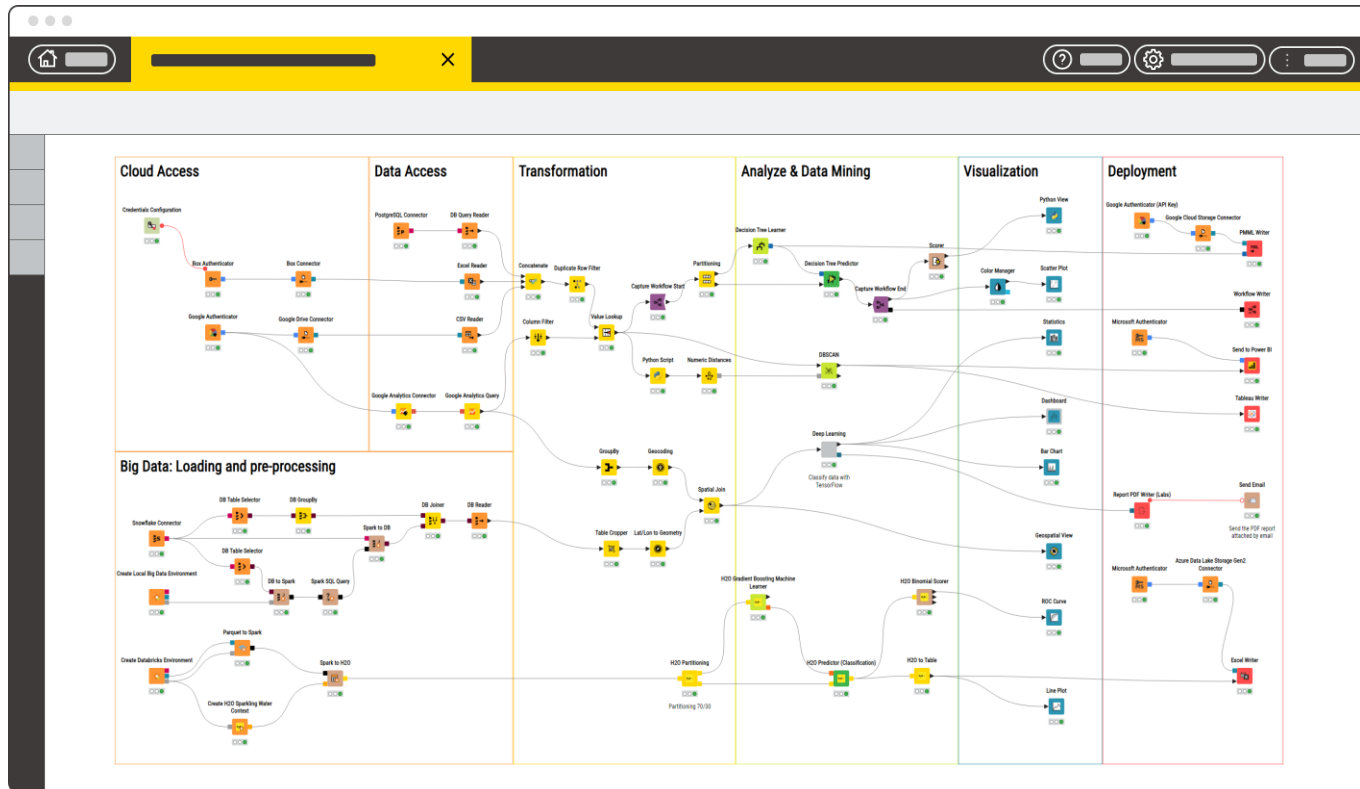 Cloud Access
Data Access
Transformation
Analyze & Data Mining
Visualization
Deployment
Credentials Configuration
Box Authenticator
Box Connector
Google Authenticator
Google Drive Connector
PostgreSQL Connector
DB Query Reader
Excel Reader
CSV Reader
Google Analytics Connector
Google Analytics Query
Concatenate
Duplicate Row Filter
Column Filter
Value Lookup
Capture Workflow Start
Partitioning
Python Script
Numeric Distances
GroupBy
Geocoding
Spatial Join
Table Cropper
Lat/Lon to Geometry
H2O Partitioning
Partitioning 70/30
Decision Tree Learner
Decision Tree Predictor
Capture Workflow End
Scorer
DBSCAN
Deep Learning
Classify data with
TensorFlow
H2O Gradient Boosting Machine
Learner
H2O Binomial Scorer
H2O Predictor (Classification)
H2O to Table
Python View
Color Manager
Scatter Plot
Statistics
Dashboard
Bar Chart
Geospatial View
ROC Curve
Line Plot
Google Authenticator (API Key)
Google Cloud Storage Connector
PMML Writer
Workflow Writer
Microsoft Authenticator
Send to Power BI
Tableau Writer
Report PDF Writer (Labs)
Send Email
Send the PDF report
attached by email
Microsoft Authenticator
Azure Data Lake Storage Gen2
Connector
Excel Writer
Big Data: Loading and pre-processing
DB Table Selector
DB GroupBy
DB Joiner
DB Reader
Snowflake Connector
Spark to DB
DB Table Selector
Create Local Big Data Environment
DB to Spark
Spark SQL Query
Parquet to Spark
Create Databricks Environment
Spark to H2O
Create H2O Sparkling Water
Context